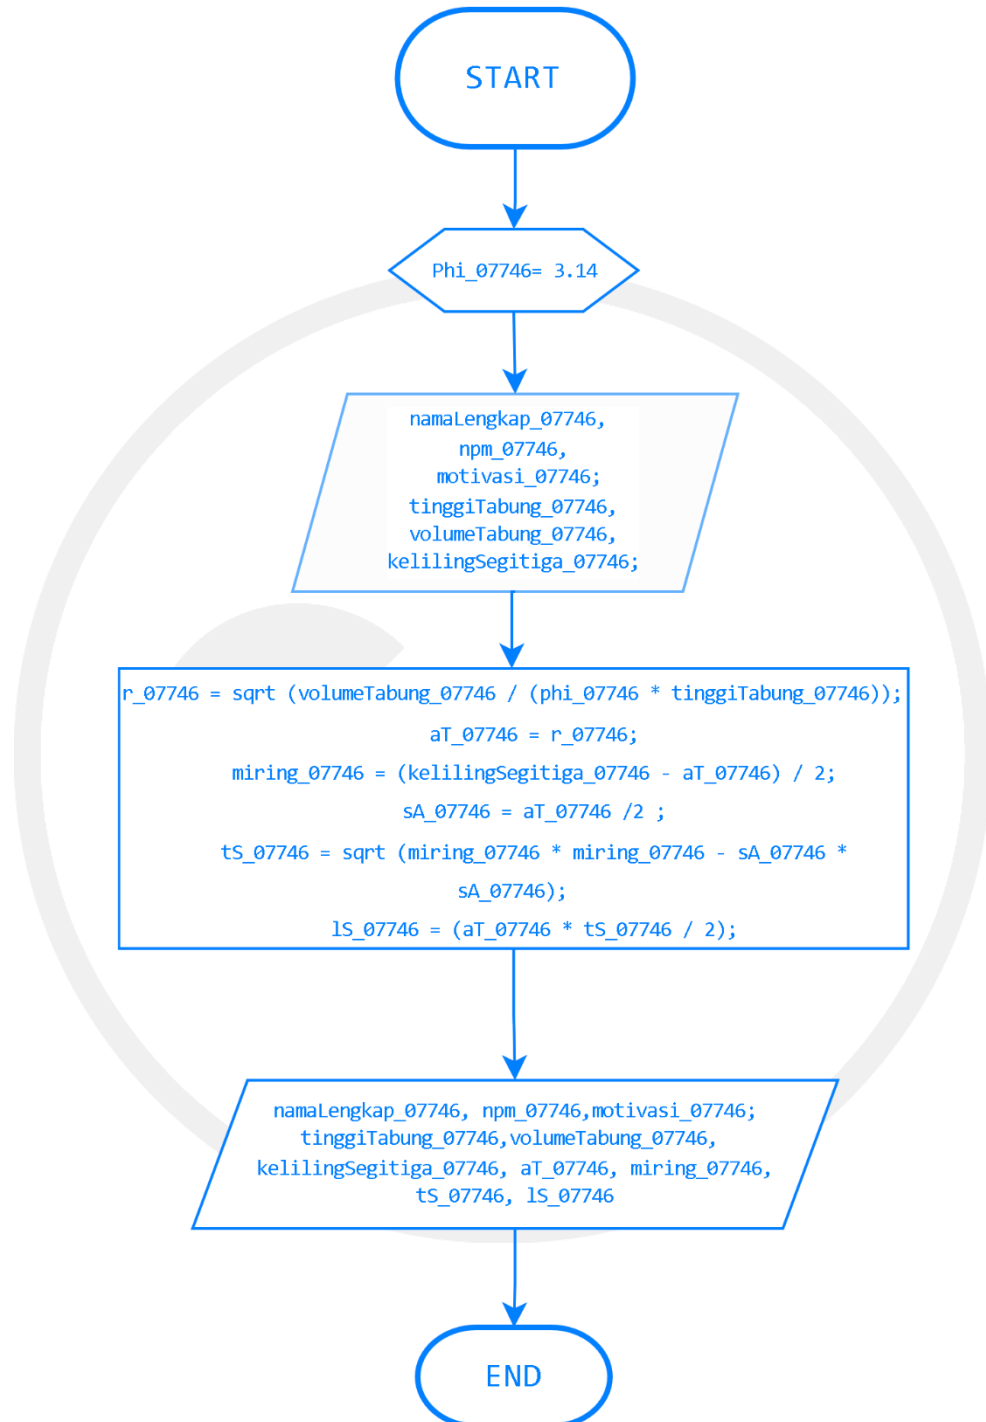 START
Phi_07746= 3.14
namaLengkap_07746,
npm_07746,
motivasi_07746;
tinggiTabung_07746,
volumeTabung_07746,
kelilingSegitiga_07746;
r_07746 = sqrt (volumeTabung_07746 / (phi_07746 * tinggiTabung_07746));
aT_07746 = r_07746;
miring_07746 = (kelilingSegitiga_07746 - aT_07746) / 2;
sA_07746 = aT_07746 /2 ;
tS_07746 = sqrt (miring_07746 * miring_07746 - sA_07746 *
sA_07746);
lS_07746 = (aT_07746 * tS_07746 / 2);
namaLengkap_07746, npm_07746,motivasi_07746;
tinggiTabung_07746,volumeTabung_07746,
kelilingSegitiga_07746, aT_07746, miring_07746,
tS_07746, lS_07746
END